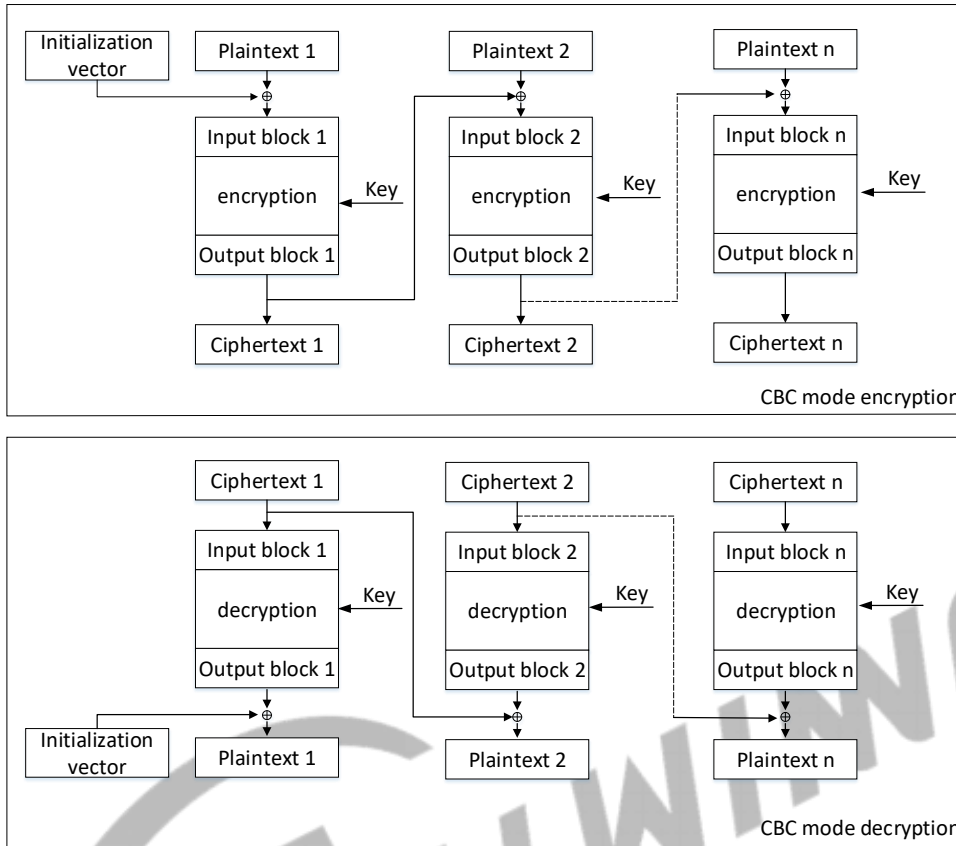 Initialization
vector
Plaintext 1
Plaintext 2
Plaintext n
Input block 1
Input block 2
Input block n
encryption
Key
encryption
Key
encryption
Key
Output block 1
Output block 2
Output block n
Ciphertext 1
Ciphertext 2
Ciphertext n
CBC mode encryption
Ciphertext 1
Ciphertext 2
Ciphertext n
Input block 1
Input block 2
Input block n
decryption
Key
decryption
Key
decryption
Key
Output block 1
Output block 2
Output block n
Initialization
vector
Plaintext 1
Plaintext 2
Plaintext n
CBC mode decryption